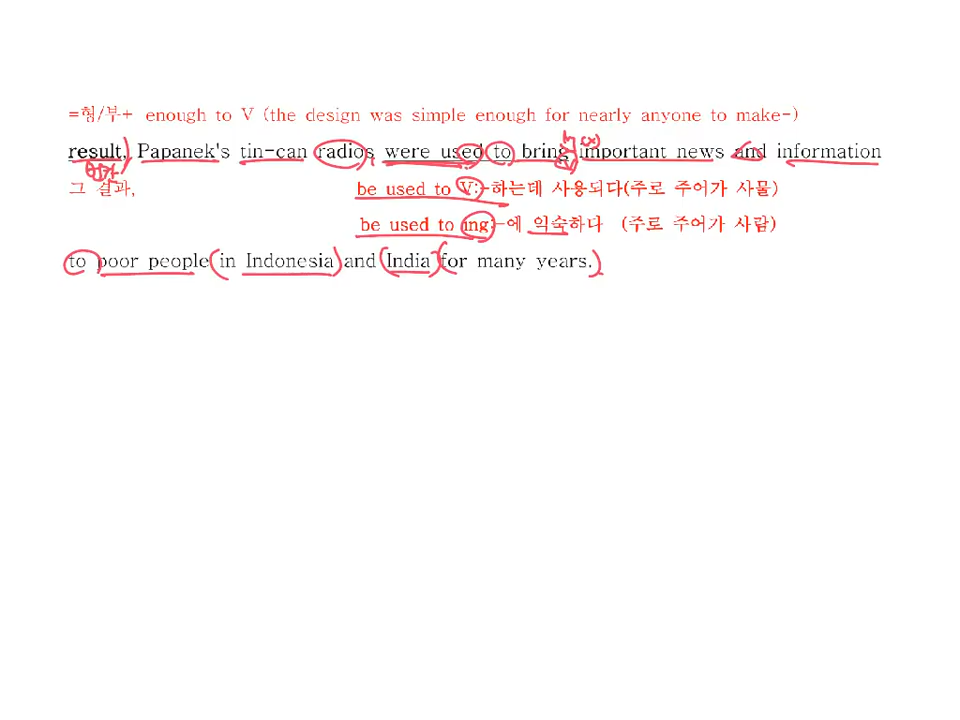 =형/부+ enough to V (the design was simple enough for nearly anyone to make-)
result, Papanek's tin-can radios were used to bring important news and information
그 결과, be used to V:-하는데 사용되다(주로 주어가 사물)
be used to ing:-에 익숙하다 (주로 주어가 사람)
to poor people in Indonesia and India for many years.